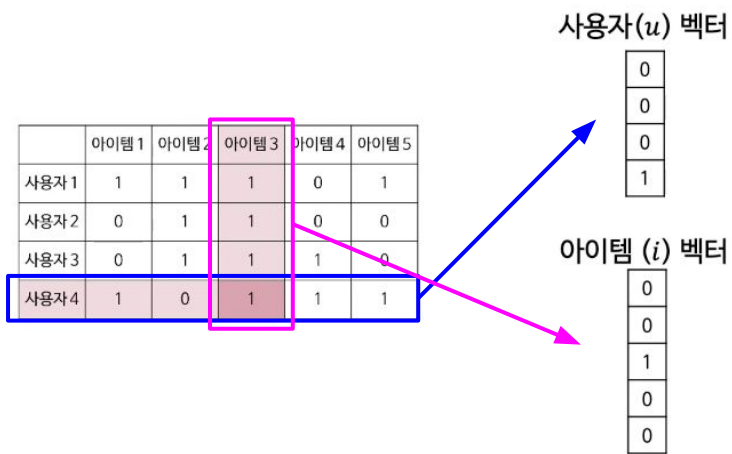 사용자(u) 벡터
0
0
0
1
아이템 1 아이템 2 아이템 3 아이템 4 아이템 5
사용자 1 1 1 1 0 1
사용자 2 0 1 1 0 0
사용자 3 0 1 1 1 0
사용자 4 1 0 1 1 1
아이템 (i) 벡터
0
0
1
0
0